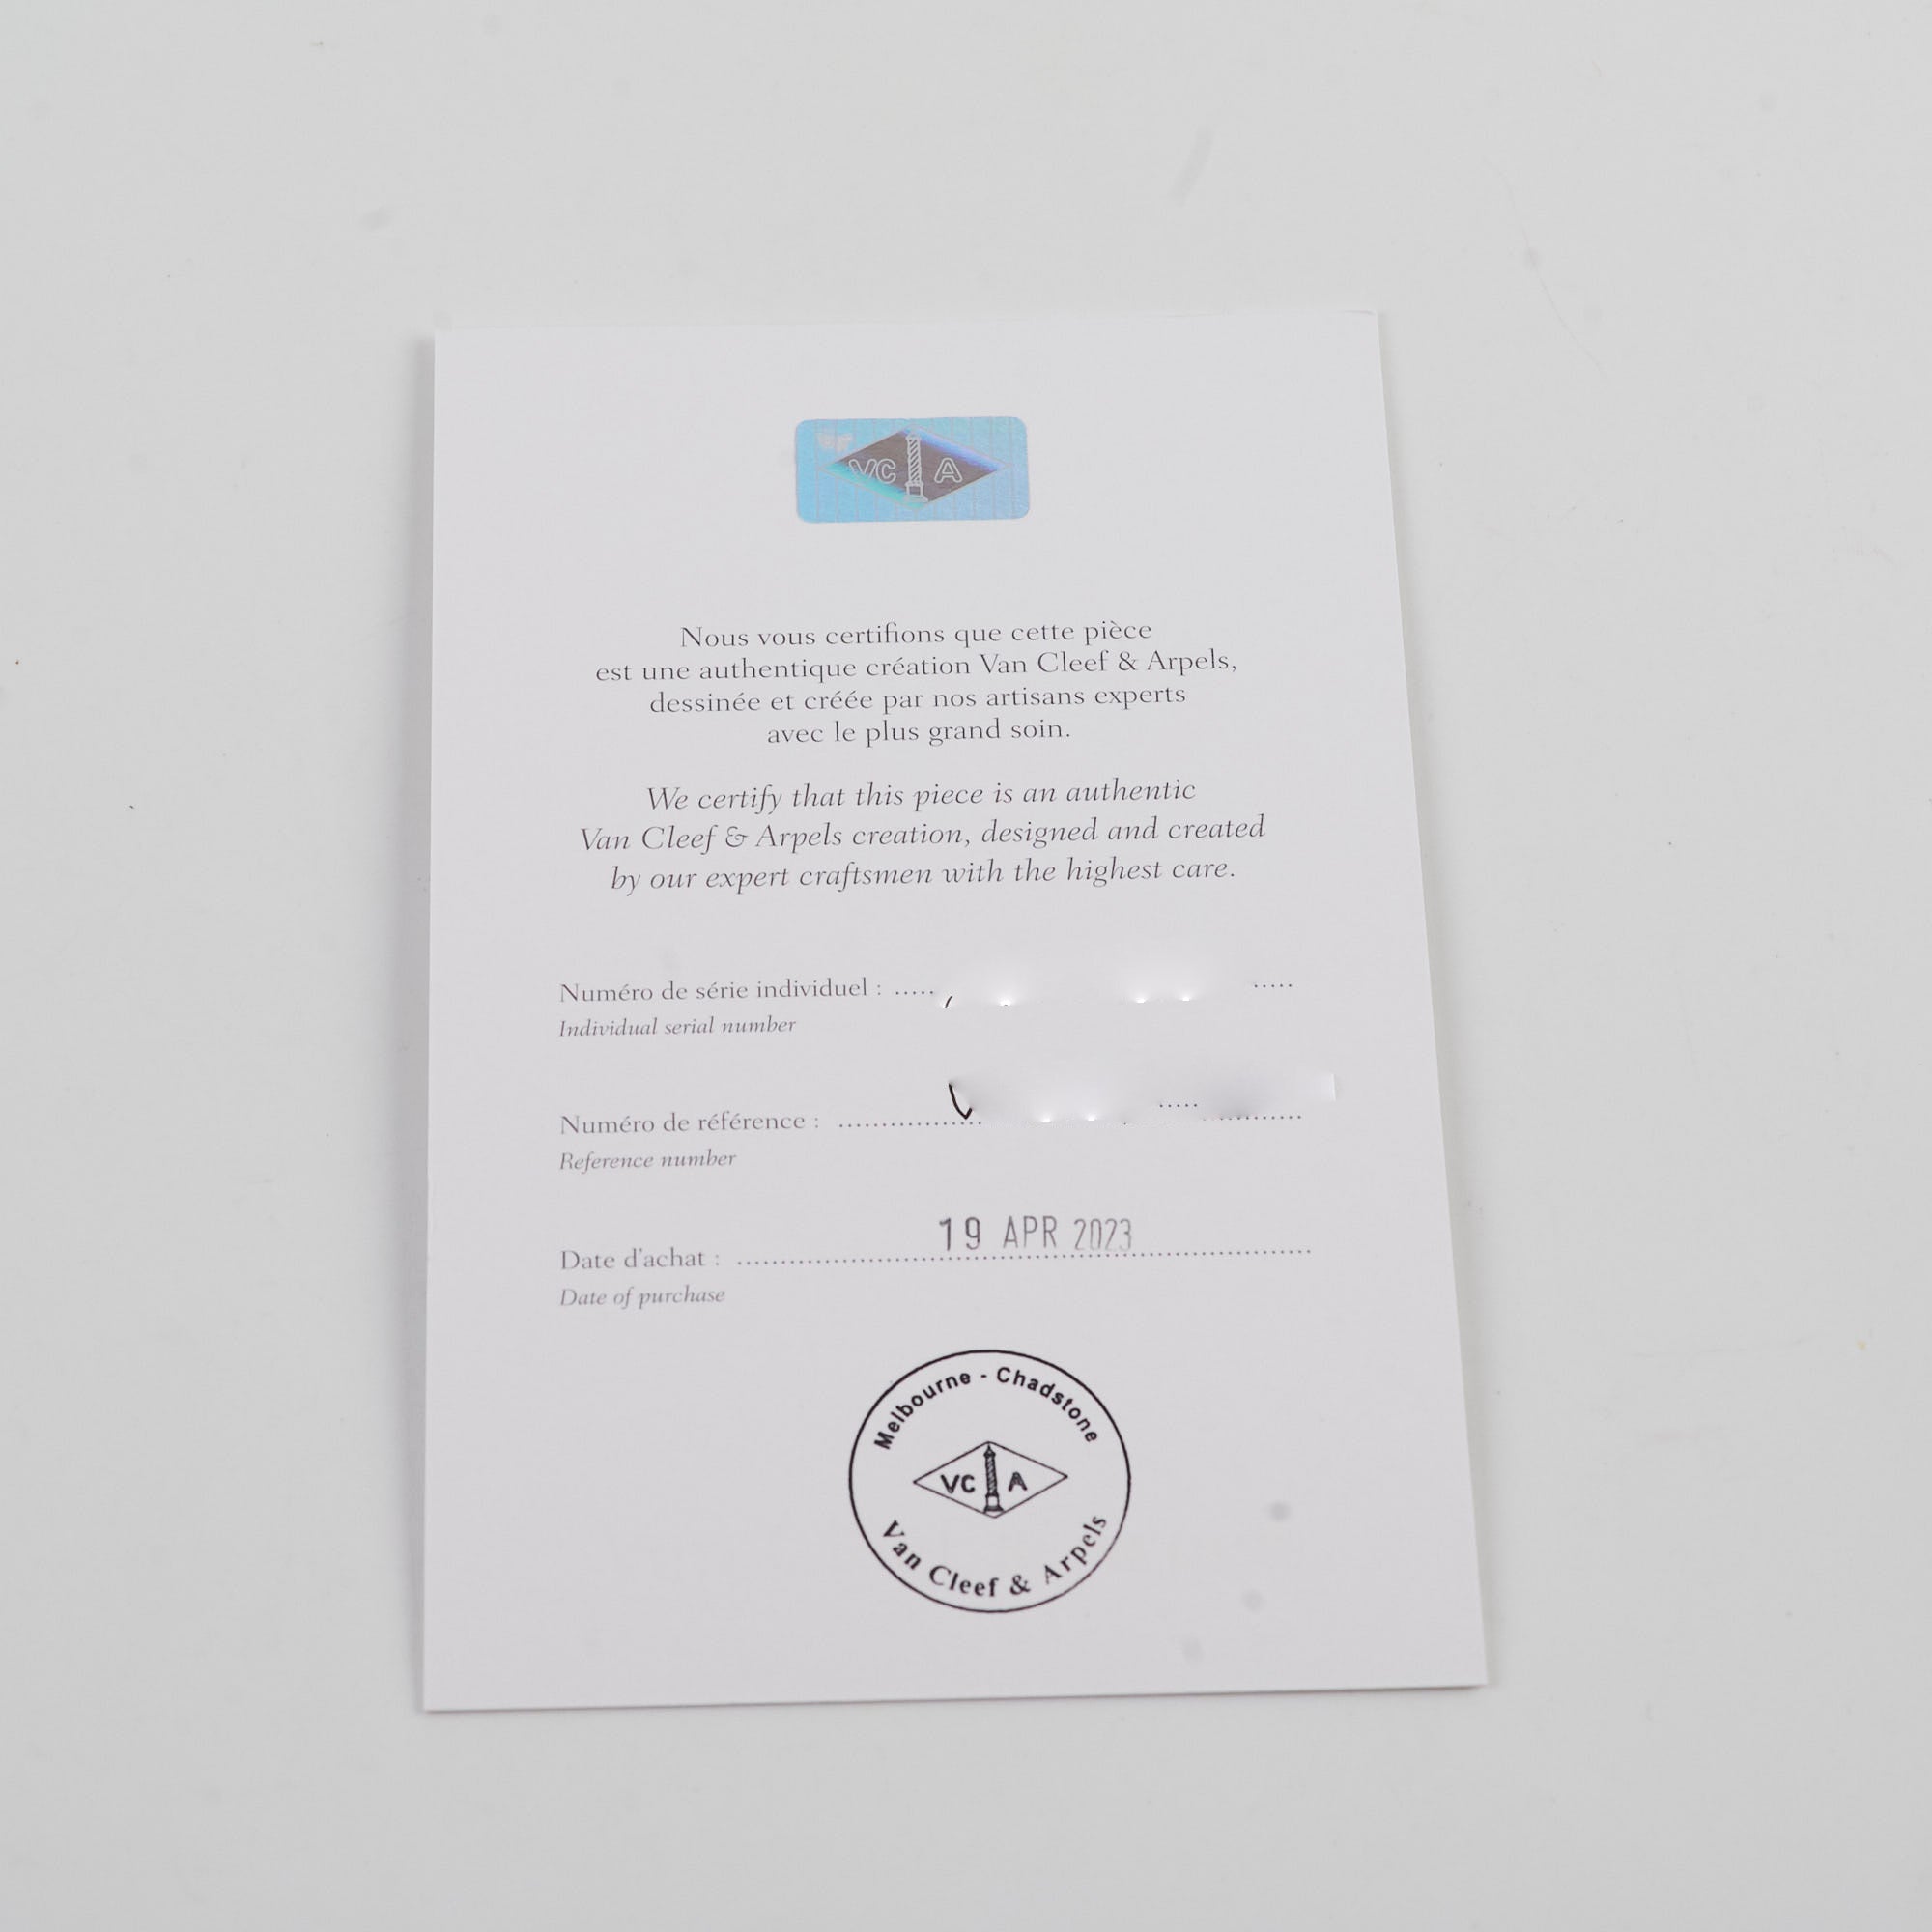 VC A
Nous vous certifions que cette pièce
est une authentique création Van Cleef & Arpels,
dessinée et créée par nos artisans experts
avec le plus grand soin.
We certify that this piece is an authentic
Van Cleef & Arpels creation, designed and created
by our expert craftsmen with the highest care.
Numéro de série individuel : ..... .....
Individual serial number
Numéro de référence : ..................
Reference number
Date d'achat : 19 APR 2023
Date of purchase
Melbourne - Chadstone
VC A
Van Cleef & Arpels